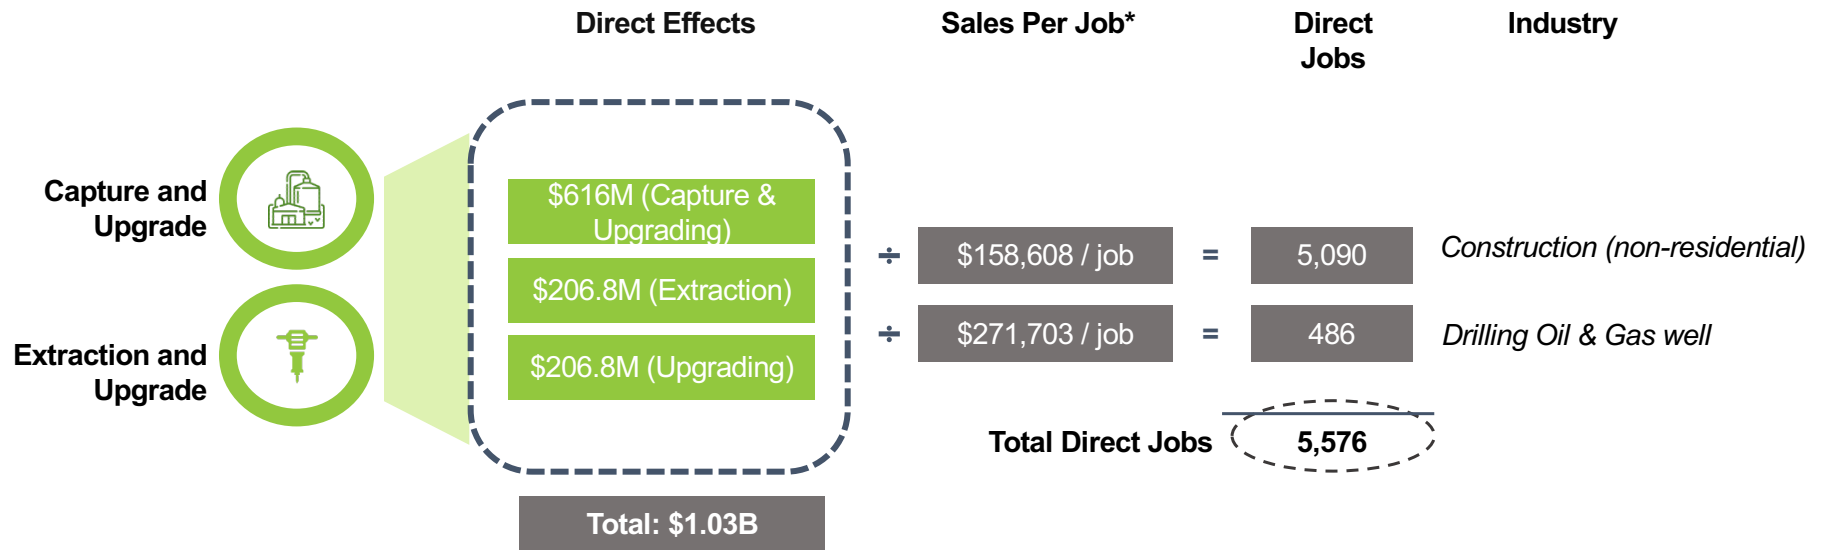 Direct Effects
Sales Per Job*
Direct
Jobs
Industry
Capture and
Upgrade
Extraction and
Upgrade
$616M (Capture &
Upgrading)
$206.8M (Extraction)
$206.8M (Upgrading)
Total: $1.03B
÷ $158,608 / job = 5,090 Construction (non-residential)
÷ $271,703 / job = 486 Drilling Oil & Gas well
Total Direct Jobs 5,576